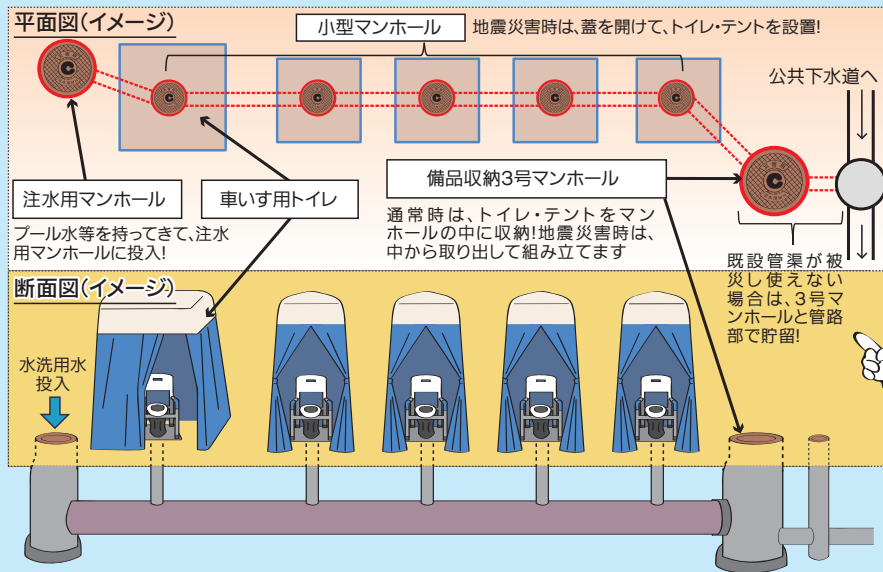 平面図(イメージ)
小型マンホール
地震災害時は、蓋を開けて、トイレ・テントを設置!
公共下水道へ
注水用マンホール
プール水等を持ってきて、注水
用マンホールに投入!
車いす用トイレ
備品収納3号マンホール
通常時は、トイレ・テントをマン
ホールの中に収納!地震災害時は、
中から取り出して組み立てます
既設管渠が被
災し使えない
場合は、3号マ
ンホールと管路
部で貯留!
断面図(イメージ)
水洗用水
投入